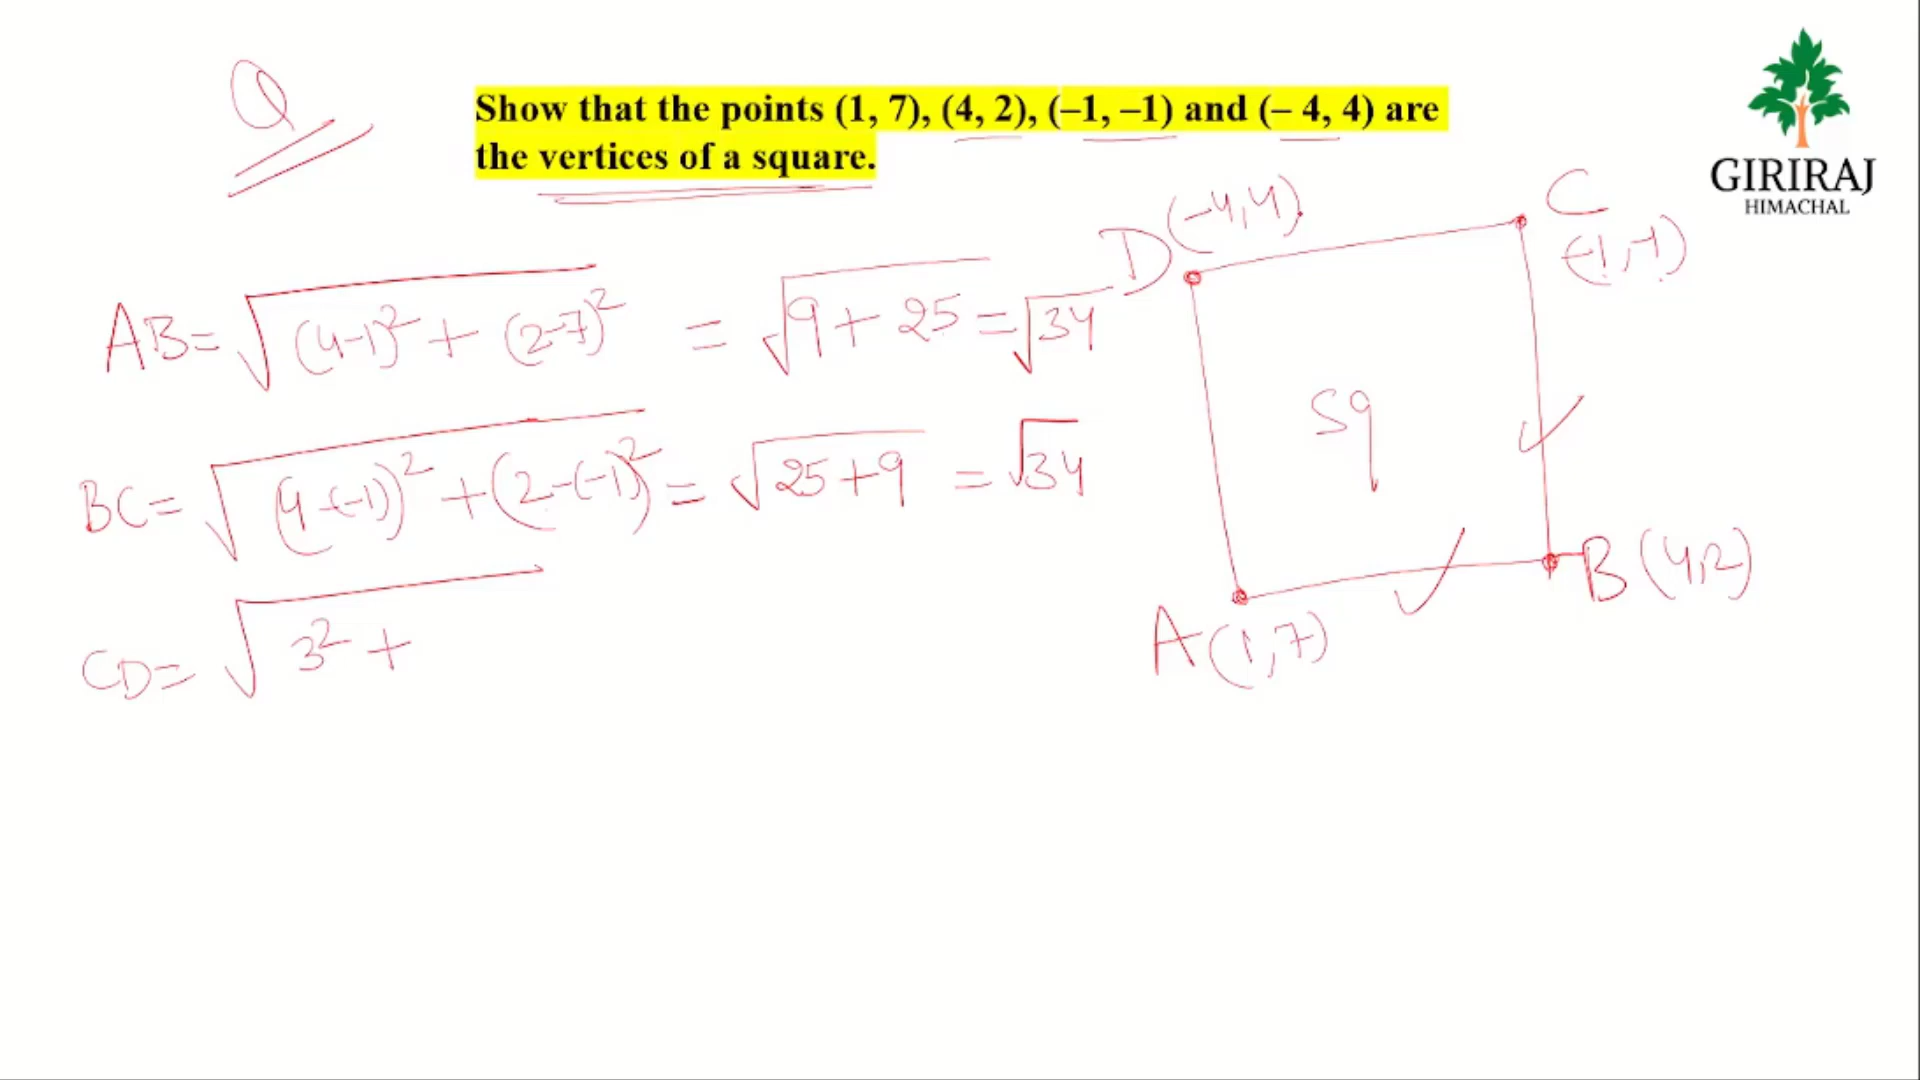 Q
Show that the points (1, 7), (4, 2), (–1, –1) and (– 4, 4) are
the vertices of a square.
GIRIRAJ
HIMACHAL
AB = √(4-1)² + (2-7)² = √9 + 25 = √34
BC = √(4-(-1))² + (2-(-1)² = √25+9 = √34
CD = √3² +
D (-4,4)
C
(-1,-1)
Sq
A (1,7)
B (4,2)